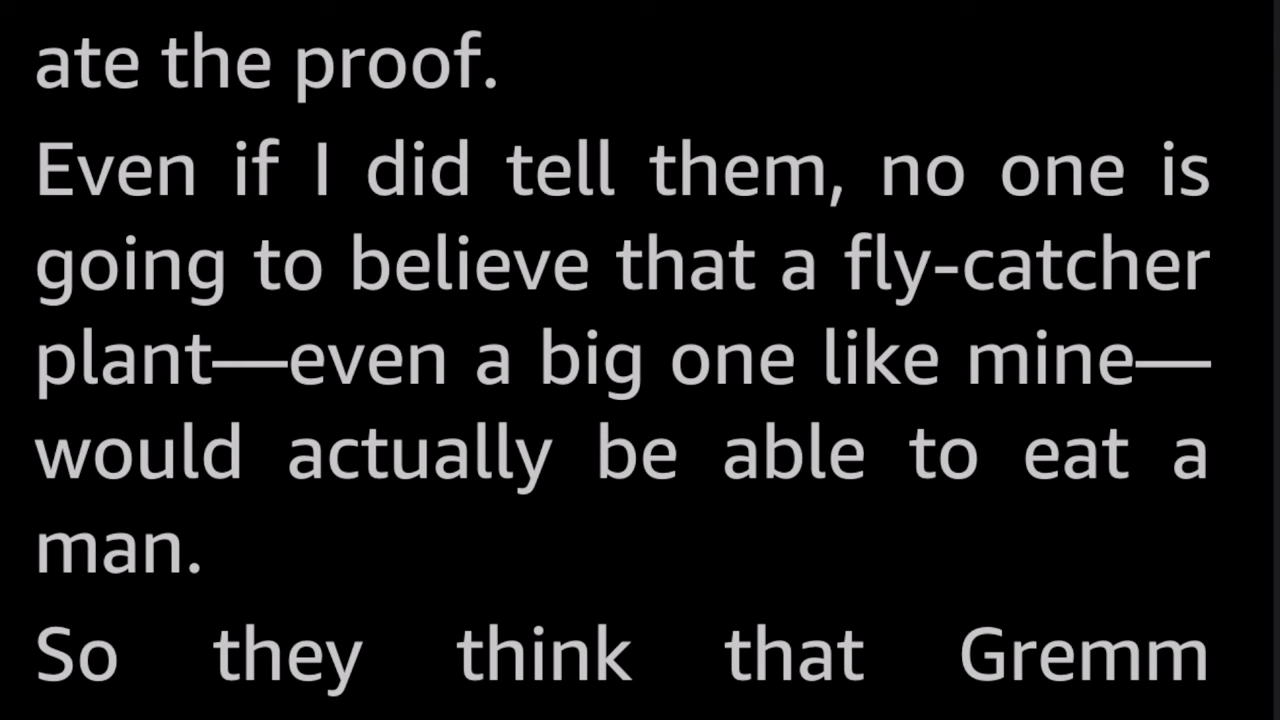 ate the proof.
Even if I did tell them, no one is
going to believe that a fly-catcher
plant—even a big one like mine—
would actually be able to eat a
man.
So they think that Gremm